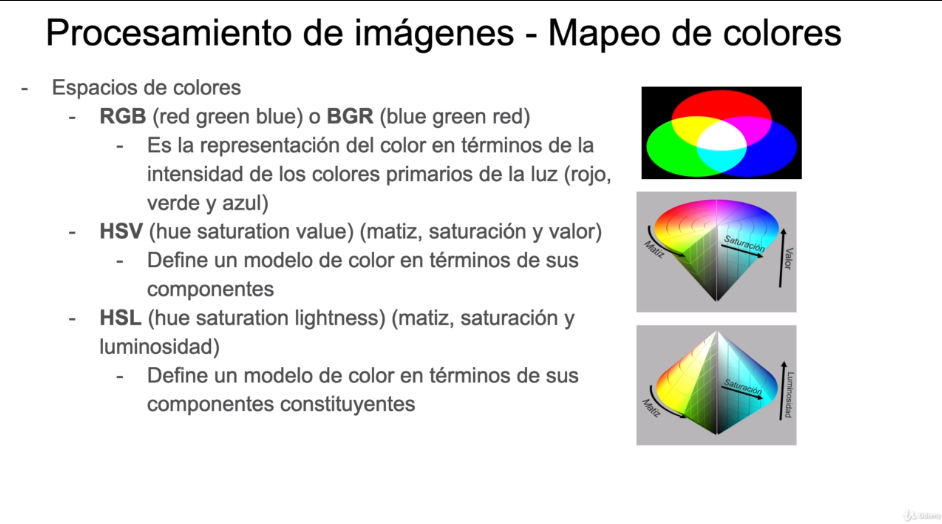 Procesamiento de imágenes - Mapeo de colores
- Espacios de colores
- RGB (red green blue) o BGR (blue green red)
- Es la representación del color en términos de la
intensidad de los colores primarios de la luz (rojo,
verde y azul)
- HSV (hue saturation value) (matiz, saturación y valor)
- Define un modelo de color en términos de sus
componentes
- HSL (hue saturation lightness) (matiz, saturación y
luminosidad)
- Define un modelo de color en términos de sus
componentes constituyentes
Matiz
Saturación
Valor
Matiz
Saturación
Luminosidad
Udemy